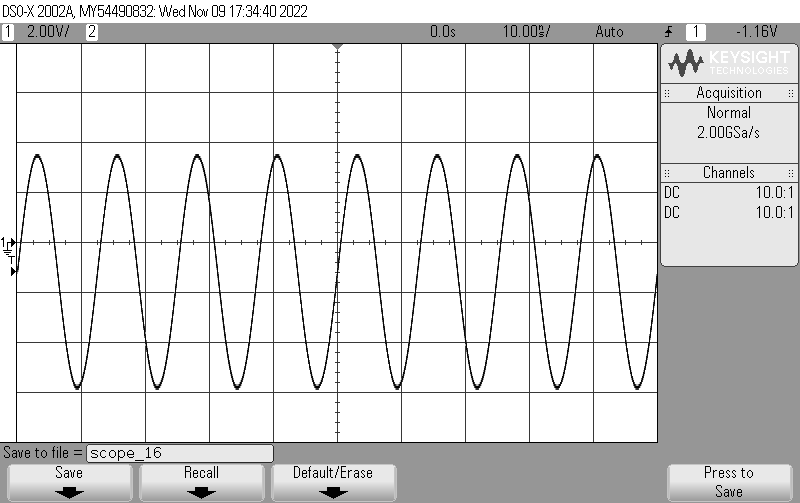 DSO-X 2002A, MY54490832: Wed Nov 09 17:34:40 2022
1 2.00V/ 2 0.0s 10.00㎲/ Auto 1 -1.16V
KEYSIGHT
TECHNOLOGIES
Acquisition
Normal
2.00GSa/s
Channels
DC 10.0:1
DC 10.0:1
1
T
Save to file = scope_16
Save
Recall
Default/Erase
Press to
Save